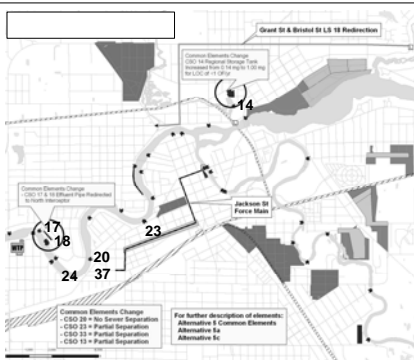 Grant St & Bristol St LS 18 Redirection
Common Elements Change
CSO 14 Regional Storage Tank
Increased from 0.14 mg to 1.00 mg
for LOC of <1 OF/yr
14
Common Elements Change
- CSO 17 & 18 Effluent Pipe Redirected
to North Interceptor
17
18
WTP
23
Jackson St
Force Main
20
37
24
Common Elements Change
- CSO 20 = No Sewer Separation
- CSO 23 = Partial Separation
- CSO 33 = Partial Separation
- CSO 13 = Partial Separation
For further description of elements:
Alternative 5 Common Elements
Alternative 5a
Alternative 5c